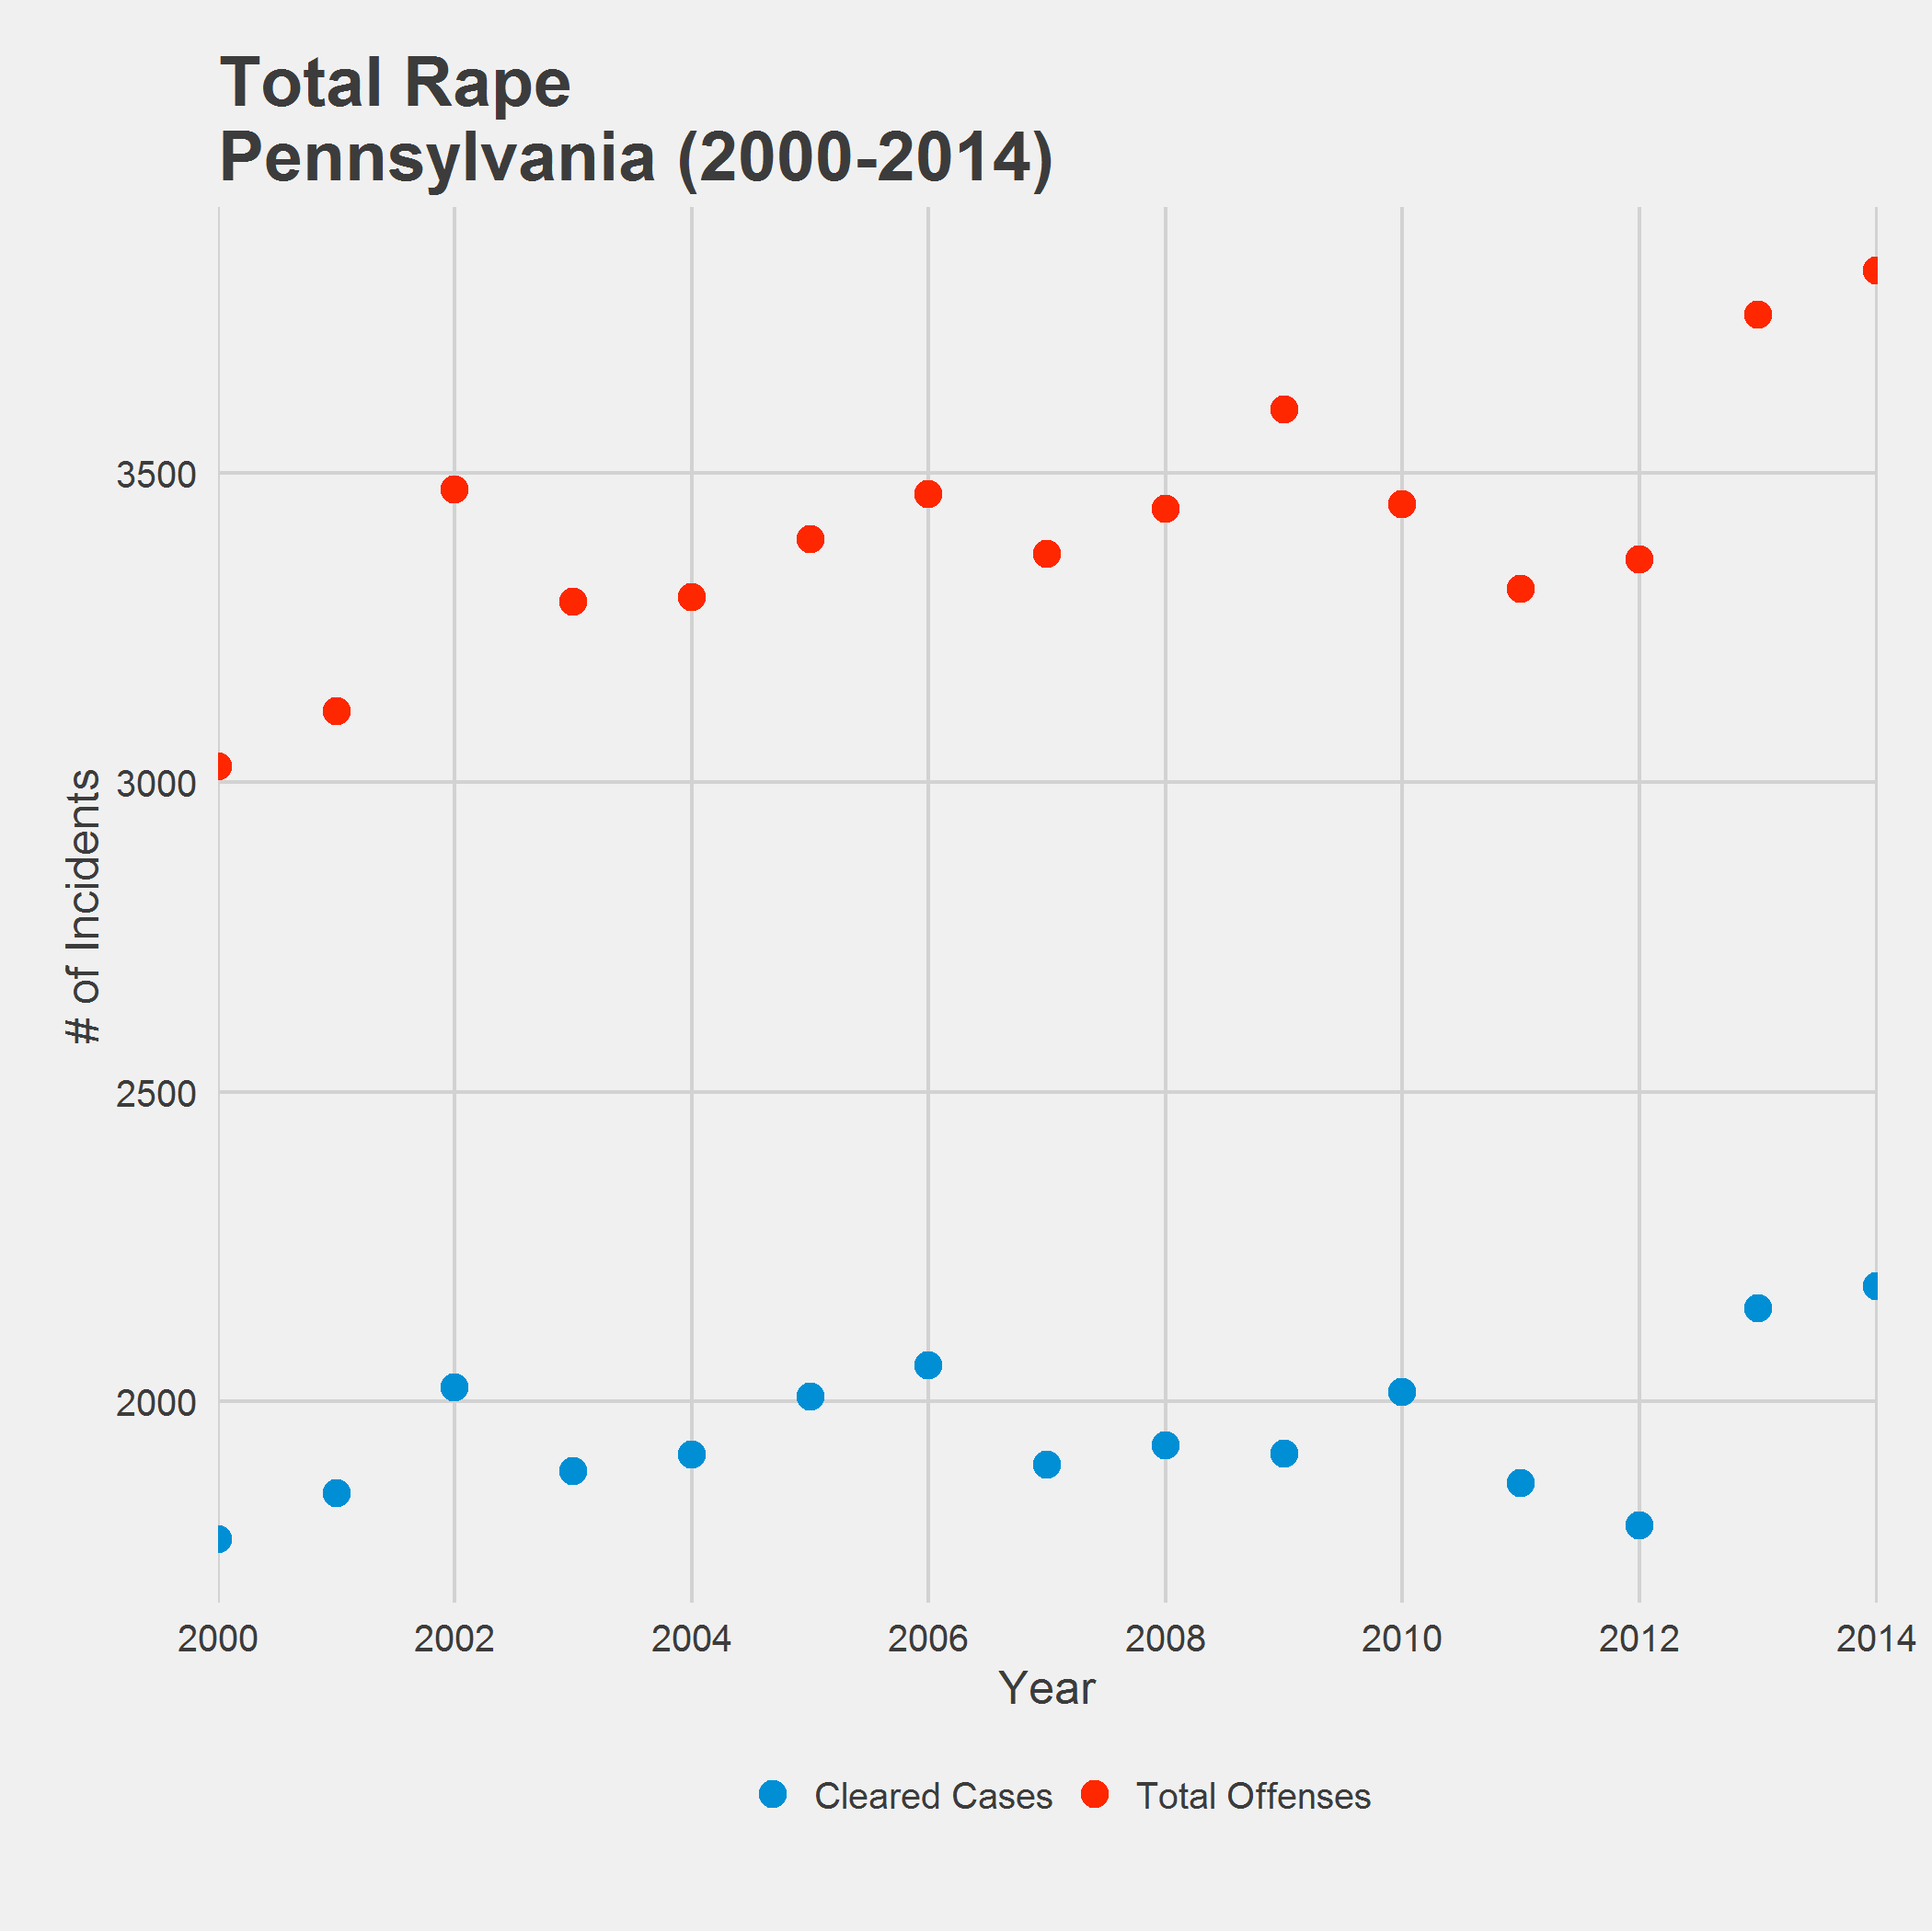 Total Rape
Pennsylvania (2000-2014)
# of Incidents
3500
3000
2500
2000
2000 2002 2004 2006 2008 2010 2012 2014
Year
Cleared Cases Total Offenses